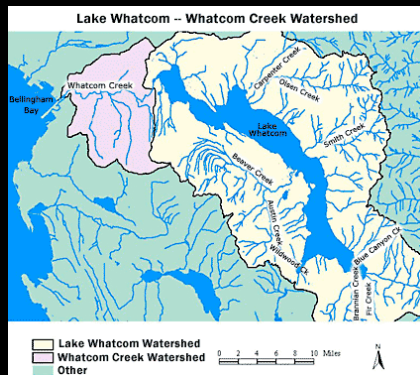 Lake Whatcom -- Whatcom Creek Watershed
Carpenter Creek
Olsen Creek
Whatcom Creek
Bellingham
Bay
Lake
Whatcom
Smith Creek
Beaver Creek
Austin Creek
Wildwood Ck
Blue Canyon Ck
Brannian Creek
Fir Creek
Lake Whatcom Watershed
Whatcom Creek Watershed
Other
0 2 4 6 8 10 Miles
N